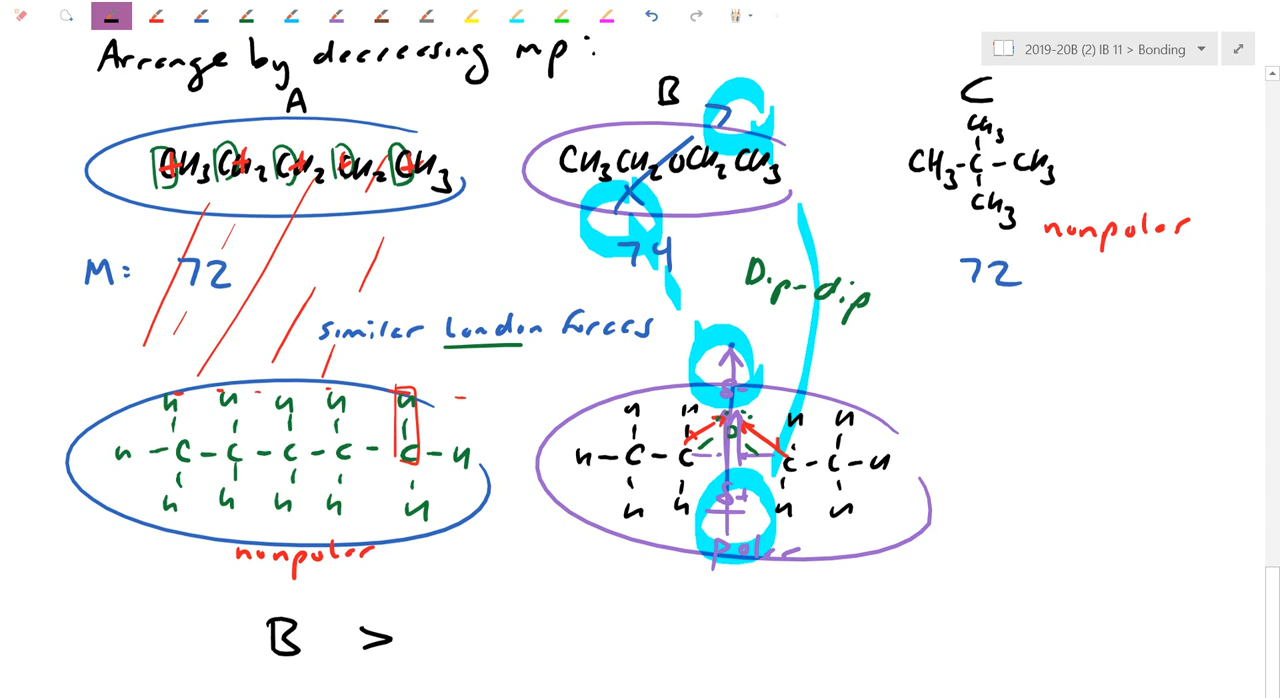 2019-20B (2) IB 11 > Bonding
Arrange by decreasing mp:
A B C
CH3CH2CH2CH2CH3
CH3CH2OCH2CH3
CH3
CH3-C-CH3
CH3
nonpolar
M: 72 74 72
Dip-dip
similar London forces
H H H H H
H-C-C-C-C-C-H
H H H H H
nonpolar
δ-
H H O H H
H-C-C C-C-H
δ+
H H H H
polar
B >